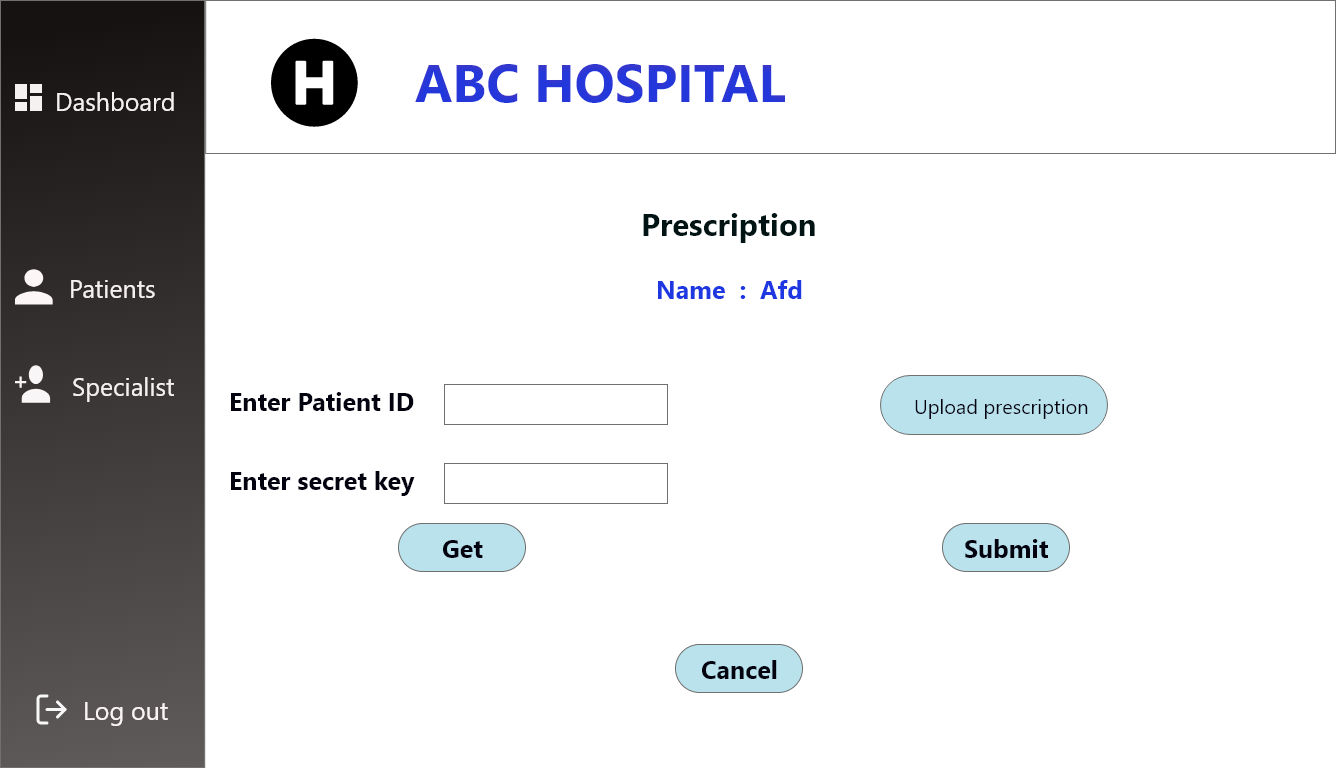 Dashboard
Patients
Specialist
Log out
H
ABC HOSPITAL
Prescription
Name : Afd
Enter Patient ID
Upload prescription
Enter secret key
Get
Submit
Cancel